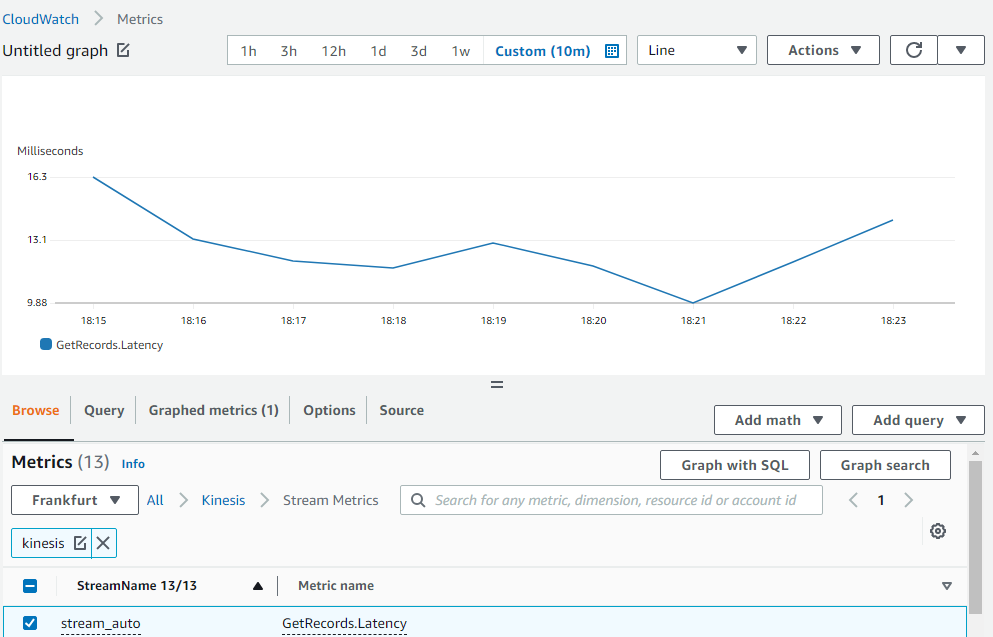 CloudWatch Metrics
Untitled graph 1h 3h 12h 1d 3d 1w Custom (10m) Line Actions
Milliseconds
16.3
13.1
9.88
18:15 18:16 18:17 18:18 18:19 18:20 18:21 18:22 18:23
GetRecords.Latency
Browse Query Graphed metrics (1) Options Source
Add math Add query
Metrics (13) Info Graph with SQL Graph search
Frankfurt All Kinesis Stream Metrics Search for any metric, dimension, resource id or account id 1
kinesis
StreamName 13/13 Metric name
stream_auto GetRecords.Latency